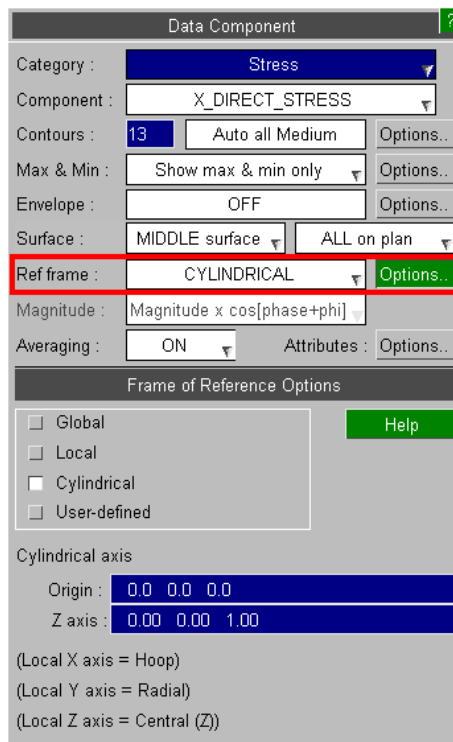 Data Component ?
Category : Stress
Component : X_DIRECT_STRESS
Contours : 13 Auto all Medium Options..
Max & Min : Show max & min only Options..
Envelope : OFF Options..
Surface : MIDDLE surface ALL on plan
Ref frame : CYLINDRICAL Options..
Magnitude : Magnitude x cos[phase+phi]
Averaging : ON Attributes : Options..
Frame of Reference Options
Global Help
Local
Cylindrical
User-defined
Cylindrical axis
Origin : 0.0 0.0 0.0
Z axis : 0.00 0.00 1.00
(Local X axis = Hoop)
(Local Y axis = Radial)
(Local Z axis = Central (Z))